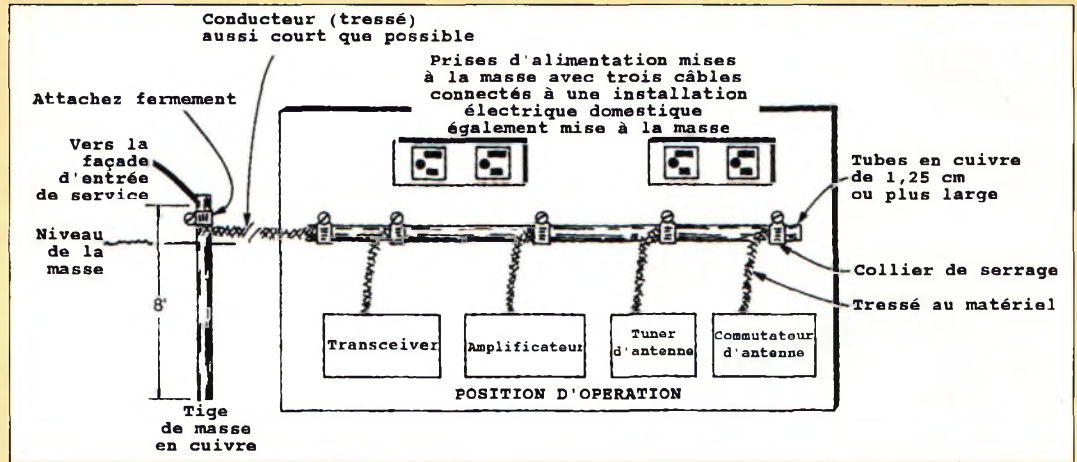 Conducteur (tressé)
aussi court que possible
Prises d'alimentation mises
à la masse avec trois câbles
connectés à une installation
électrique domestique
également mise à la masse
Attachez fermement
Vers la
façade
d'entrée
de service
Niveau
de la
masse
8'
Tige
de masse
en cuivre
Tubes en cuivre
de 1,25 cm
ou plus large
Collier de serrage
Tressé au matériel
Transceiver
Amplificateur
Tuner
d'antenne
Commutateur
d'antenne
POSITION D'OPERATION